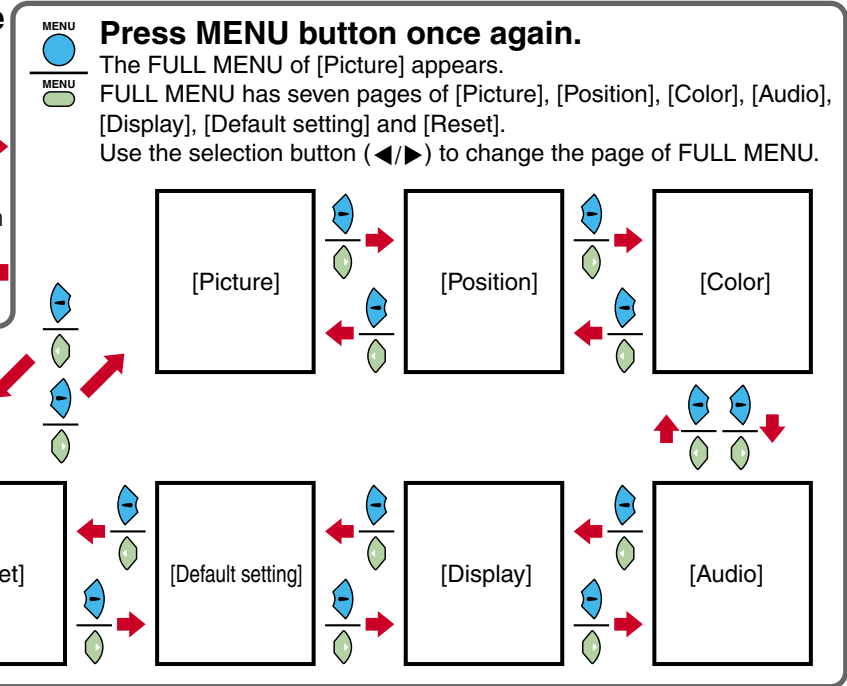 MENU
Press MENU button once again.
MENU
The FULL MENU of [Picture] appears.
FULL MENU has seven pages of [Picture], [Position], [Color], [Audio],
[Display], [Default setting] and [Reset].
Use the selection button (◀/▶) to change the page of FULL MENU.
[Picture]
[Position]
[Color]
et]
[Default setting]
[Display]
[Audio]